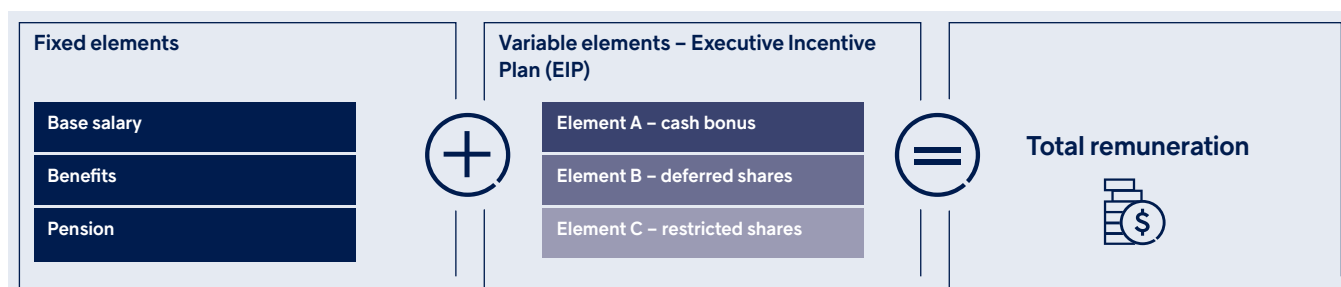 Fixed elements
Base salary
Benefits
Pension
Variable elements – Executive Incentive
Plan (EIP)
Element A – cash bonus
Element B – deferred shares
Element C – restricted shares
Total remuneration
$